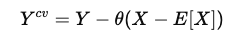 Y^{cv} = Y − θ(X − E[X])